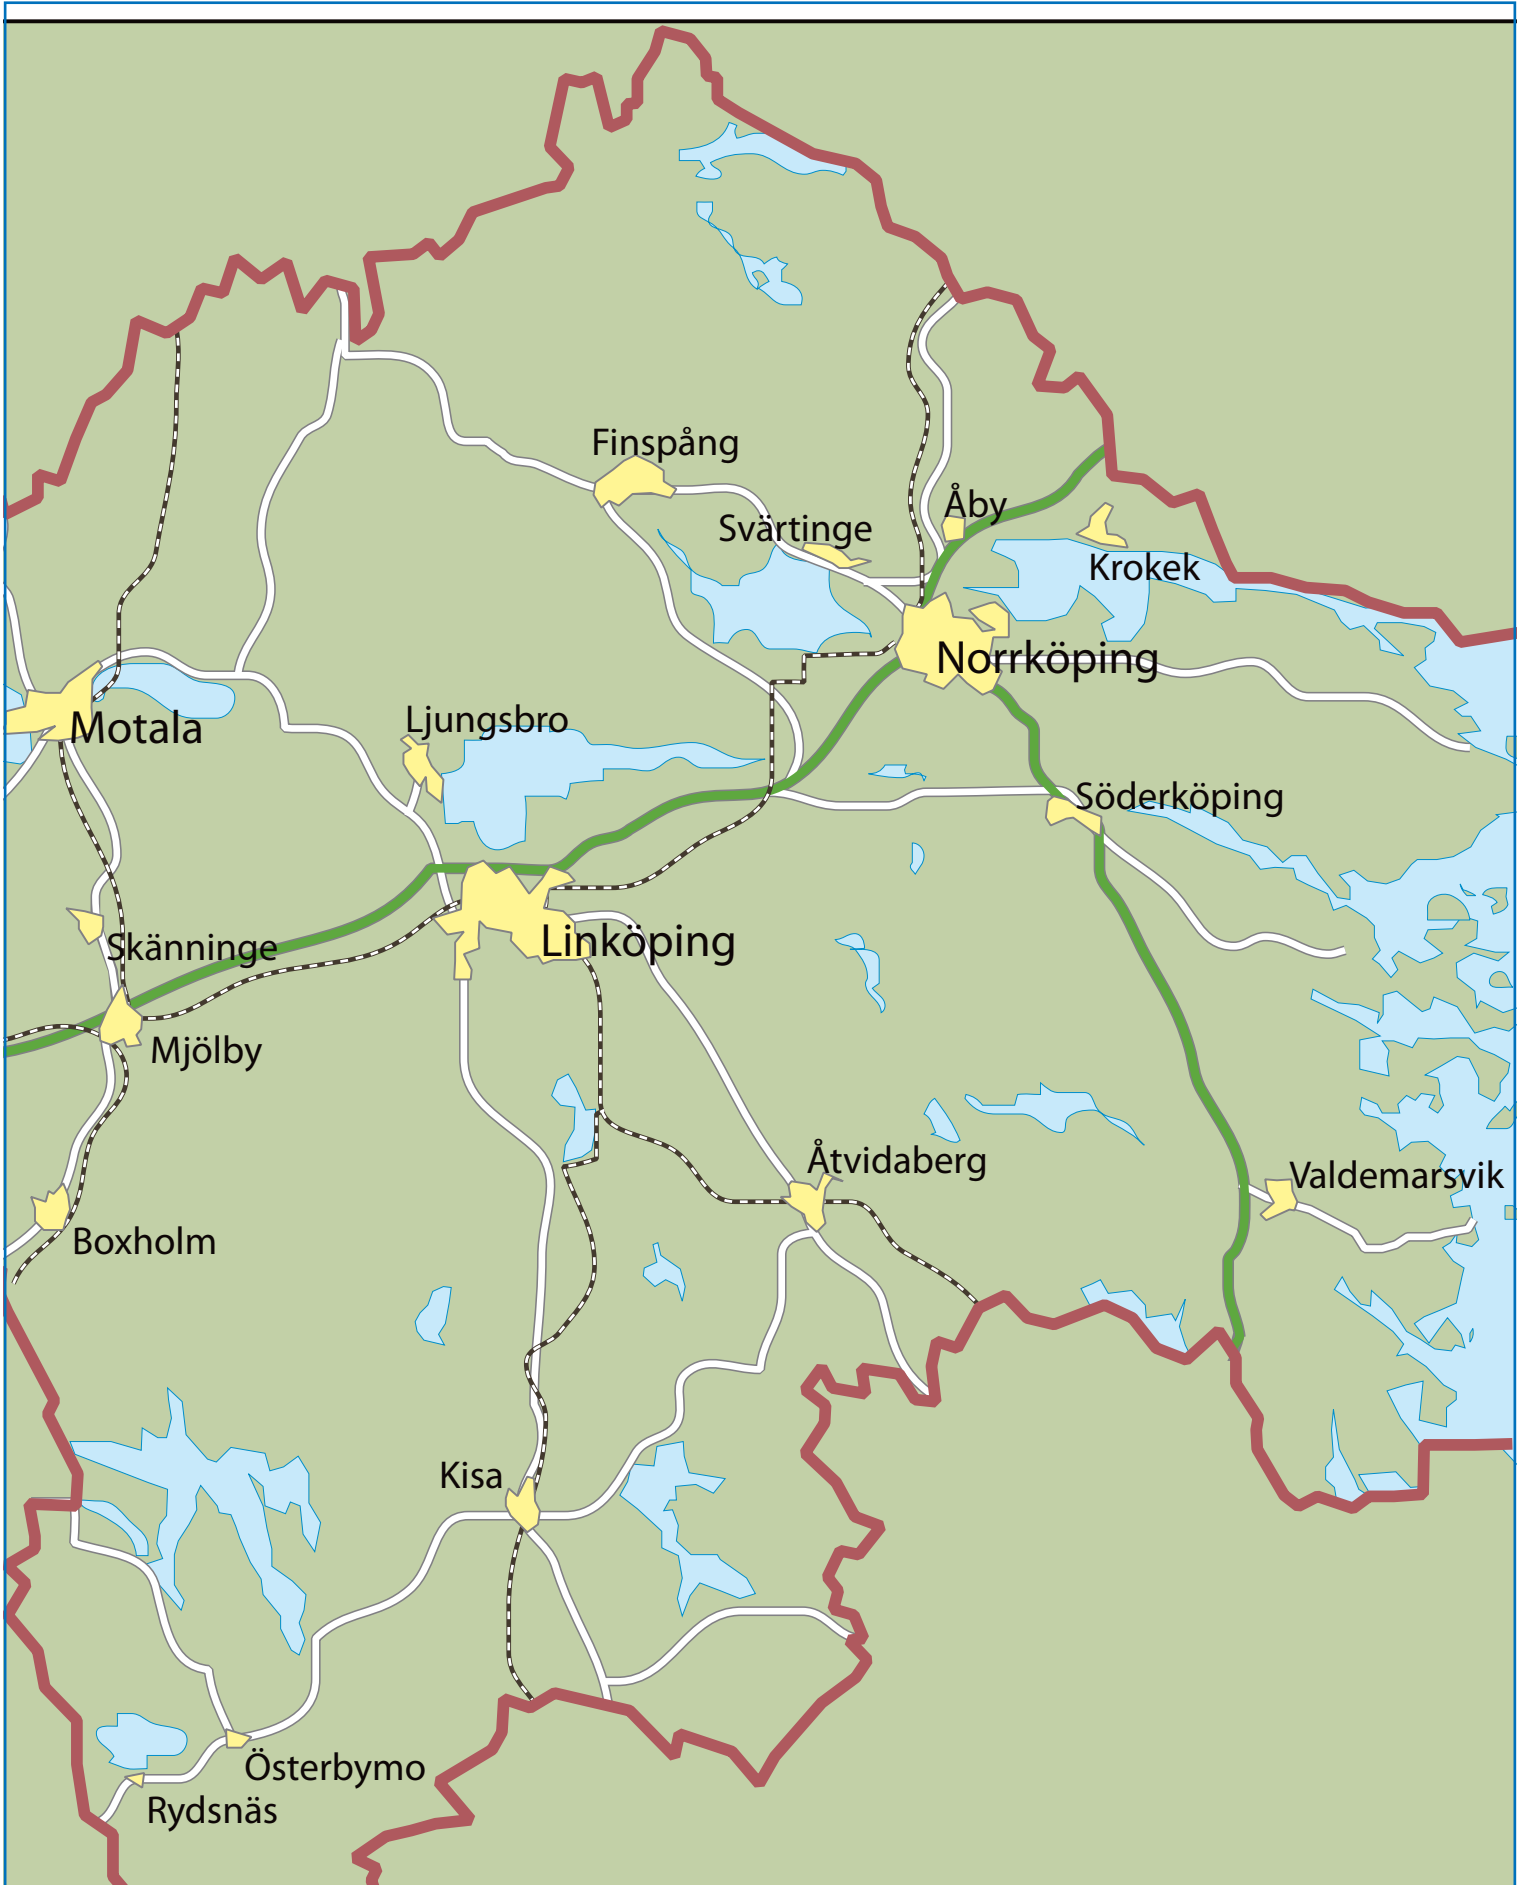 Finspång
Åby
Svärtinge
Krokek
Norrköping
Ljungsbro
Motala
Söderköping
Linköping
Skänninge
Mjölby
Åtvidaberg
Valdemarsvik
Boxholm
Kisa
Österbymo
Rydsnäs